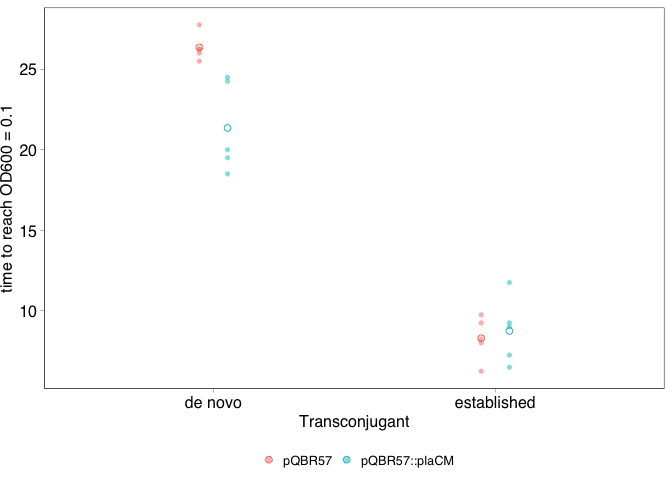 time to reach OD600 = 0.1
25
20
15
10
de novo established
Transconjugant
pQBR57 pQBR57::plaCM